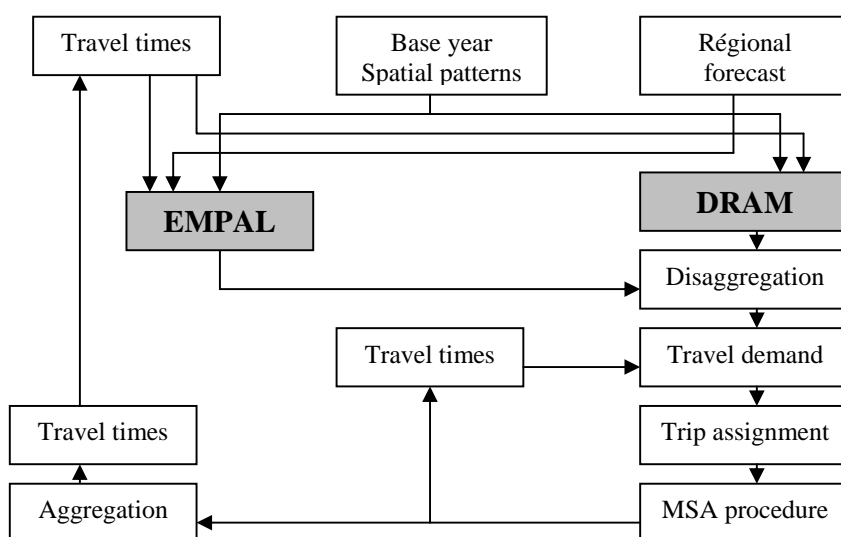 Travel times
Base year
Spatial patterns
Régional
forecast
EMPAL
DRAM
Disaggregation
Travel times
Travel demand
Travel times
Trip assignment
Aggregation
MSA procedure